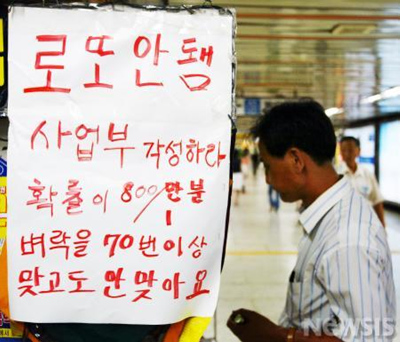 로또 안됌
사업부 각성하라
확률이 800만분
1
벼락을 70번이상
맞고도 안 맞아요
NEWSIS